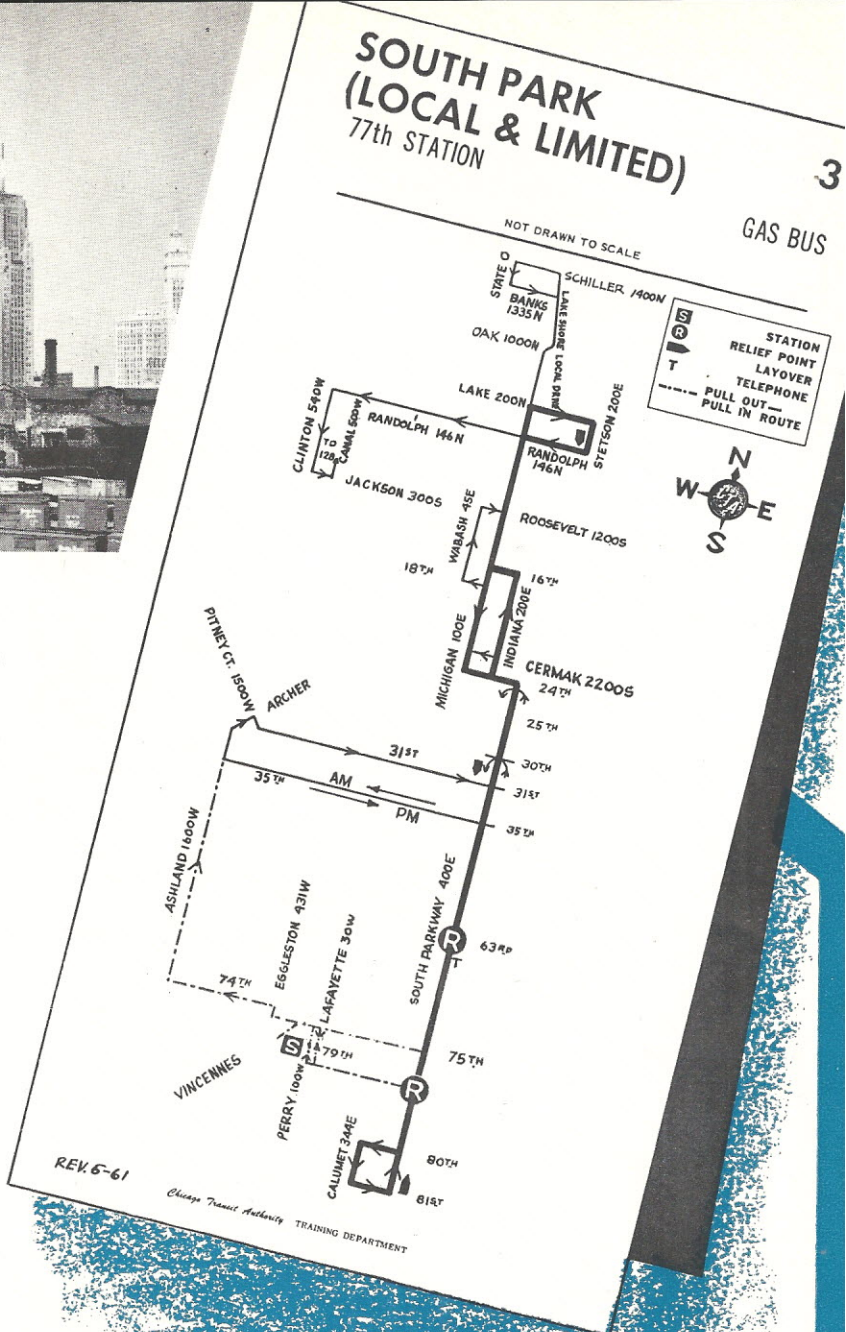 SOUTH PARK
(LOCAL & LIMITED)
77th STATION
3
GAS BUS
NOT DRAWN TO SCALE
STATE O
SCHILLER 1400N
BANKS
1335N
LAKE SHORE LOCAL DRIVE
OAK 1000N
S STATION
R RELIEF POINT
LAYOVER
T TELEPHONE
PULL OUT—
PULL IN ROUTE
LAKE 200N
STETSON 200E
CLINTON 540W
RANDOLPH 146N
TO
128
CANAL 500W
RANDOLPH
146N
JACKSON 300S
N
W
E
S
WABASH 45E
ROOSEVELT 1200S
18TH
16TH
MICHIGAN 100E
INDIANA 200E
CERMAK 2200S
24TH
25TH
PITNEY CT. 1500W
ARCHER
31ST
30TH
31ST
35TH
AM
PM
35TH
ASHLAND 1600W
SOUTH PARKWAY 400E
R
63RD
T
EGGLESTON 431W
LAFAYETTE 30W
74TH
S
79TH
75TH
VINCENNES
PERRY 100W
R
CALUMET 344E
80TH
81ST
REV. 5-61
Chicago Transit Authority TRAINING DEPARTMENT